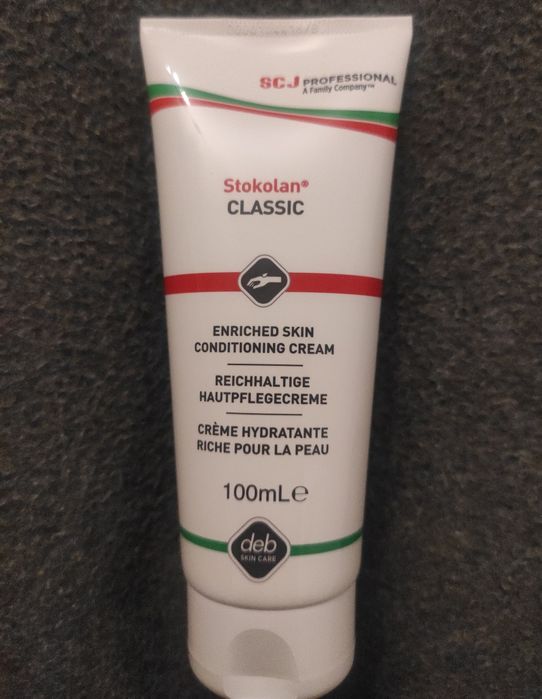 SCJ PROFESSIONAL
A Family Company™
Stokolan®
CLASSIC
ENRICHED SKIN
CONDITIONING CREAM
REICHHALTIGE
HAUTPFLEGECREME
CRÈME HYDRATANTE
RICHE POUR LA PEAU
100mL℮
deb
SKIN CARE